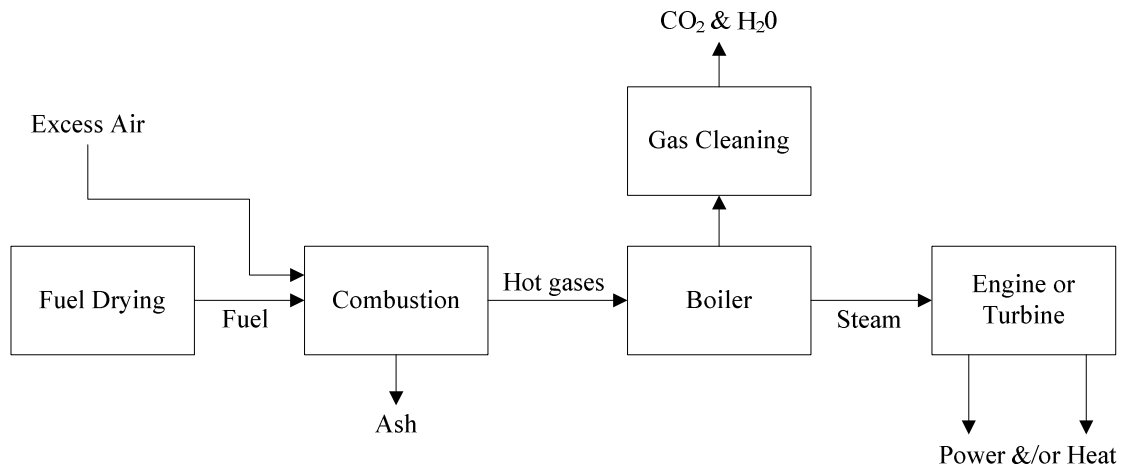 CO₂ & H₂0
Excess Air
Gas Cleaning
Fuel Drying
Fuel
Combustion
Hot gases
Boiler
Steam
Engine or
Turbine
Ash
Power &/or Heat